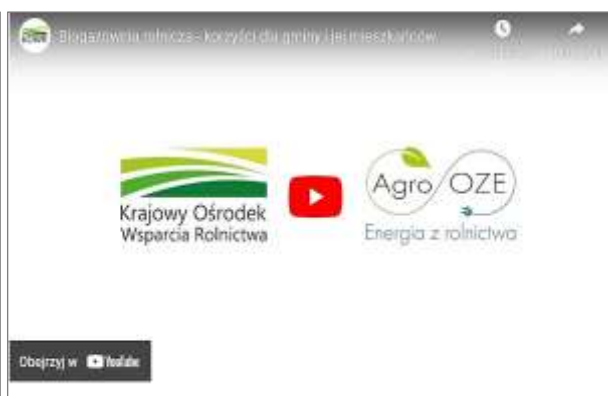 Biogazownia rolnicza - korzyści dla gminy i jej mieszkańców
Krajowy Ośrodek
Wsparcia Rolnictwa
Agro OZE
Energia z rolnictwa
Obejrzyj w YouTube